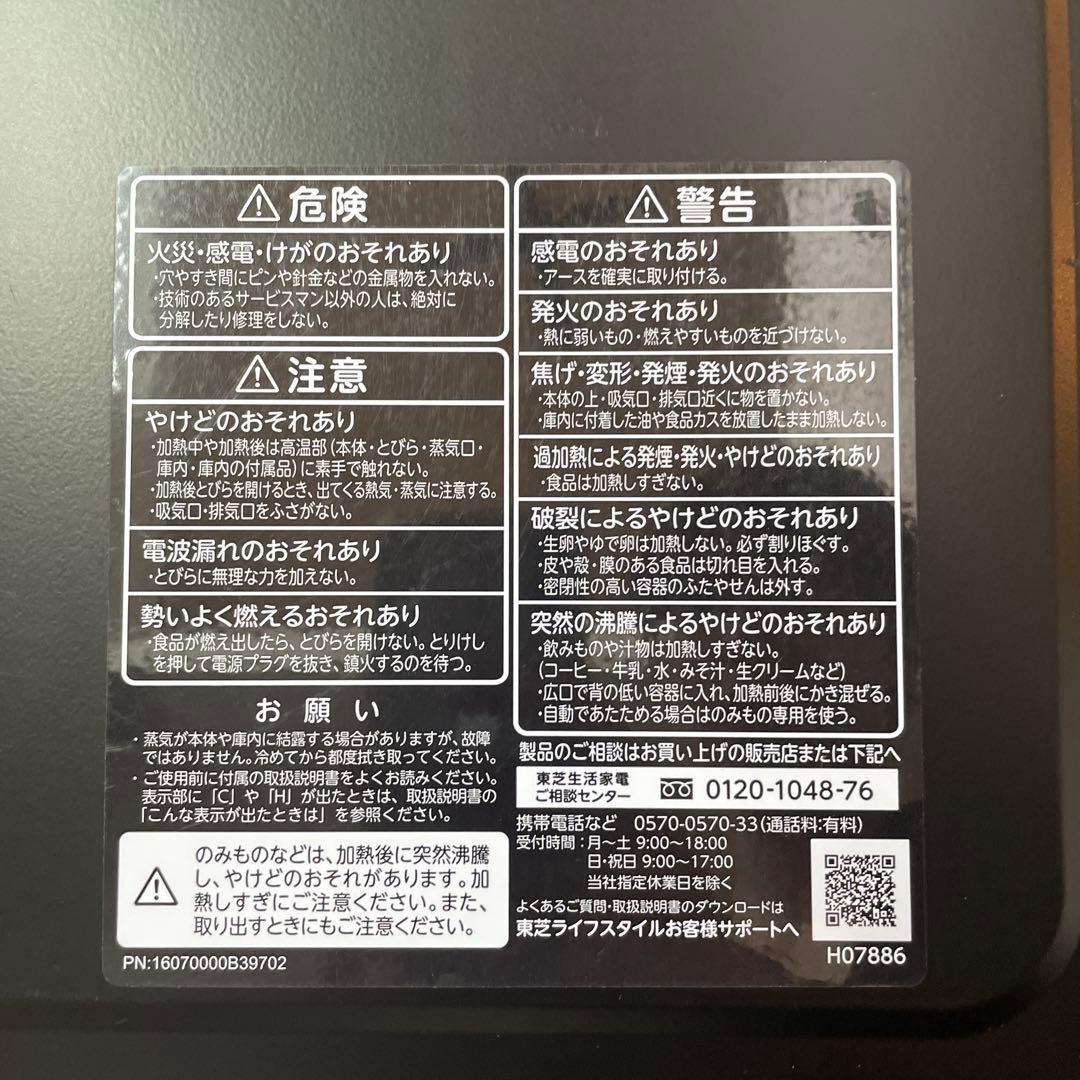 ⚠危険
火災・感電・けがのおそれあり
・穴やすき間にピンや針金などの金属物を入れない。
・技術のあるサービスマン以外の人は、絶対に
分解したり修理をしない。
⚠注意
やけどのおそれあり
・加熱中や加熱後は高温部(本体・とびら・蒸気口・
庫内・庫内の付属品)に素手で触れない。
・加熱後とびらを開けるとき、出てくる熱気・蒸気に注意する。
・吸気口・排気口をふさがない。
電波漏れのおそれあり
・とびらに無理な力を加えない。
勢いよく燃えるおそれあり
・食品が燃え出したら、とびらを開けない。とりけし
を押して電源プラグを抜き、鎮火するのを待つ。
お願い
・蒸気が本体や庫内に結露する場合がありますが、故障
ではありません。冷めてから都度拭き取ってください。
・ご使用前に付属の取扱説明書をよくお読みください。
表示部に「C」や「H」が出たときは、取扱説明書の
「こんな表示が出たときは」を参照ください。
⚠のみものなどは、加熱後に突然沸騰
し、やけどのおそれがあります。加
熱しすぎにご注意ください。また、
取り出すときにもご注意ください。
PN:16070000B39702
⚠警告
感電のおそれあり
・アースを確実に取り付ける。
発火のおそれあり
・熱に弱いもの・燃えやすいものを近づけない。
焦げ・変形・発煙・発火のおそれあり
・本体の上・吸気口・排気口近くに物を置かない。
・庫内に付着した油や食品カスを放置したまま加熱しない。
過加熱による発煙・発火・やけどのおそれあり
・食品は加熱しすぎない。
破裂によるやけどのおそれあり
・生卵やゆで卵は加熱しない。必ず割りほぐす。
・皮や殻・膜のある食品は切れ目を入れる。
・密閉性の高い容器のふたやせんは外す。
突然の沸騰によるやけどのおそれあり
・飲みものや汁物は加熱しすぎない。
(コーヒー・牛乳・水・みそ汁・生クリームなど)
・広口で背の低い容器に入れ、加熱前後にかき混ぜる。
・自動であたためる場合はのみもの専用を使う。
製品のご相談はお買い上げの販売店または下記へ
東芝生活家電
ご相談センター 0120-1048-76
携帯電話など 0570-0570-33(通話料:有料)
受付時間:月〜土 9:00〜18:00
日・祝日 9:00〜17:00
当社指定休業日を除く
よくあるご質問・取扱説明書のダウンロードは
東芝ライフスタイルお客様サポートへ
H07886